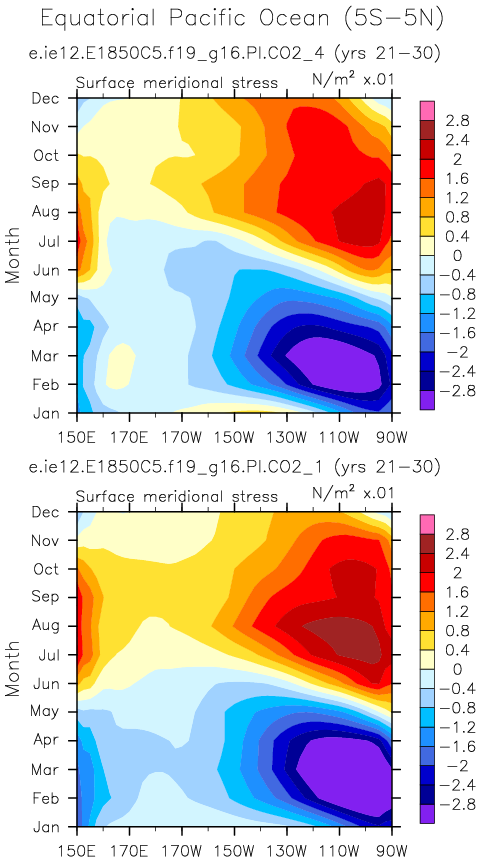 Equatorial Pacific Ocean (5S-5N)
e.ie12.E1850C5.f19_g16.PI.CO2_4 (yrs 21-30)
Surface meridional stress N/m² x.01
Dec
Nov
Oct
Sep
Aug
Jul
Jun
May
Apr
Mar
Feb
Jan
Month
150E 170E 170W 150W 130W 110W 90W
2.8
2.4
2
1.6
1.2
0.8
0.4
0
-0.4
-0.8
-1.2
-1.6
-2
-2.4
-2.8
e.ie12.E1850C5.f19_g16.PI.CO2_1 (yrs 21-30)
Surface meridional stress N/m² x.01
Dec
Nov
Oct
Sep
Aug
Jul
Jun
May
Apr
Mar
Feb
Jan
Month
150E 170E 170W 150W 130W 110W 90W
2.8
2.4
2
1.6
1.2
0.8
0.4
0
-0.4
-0.8
-1.2
-1.6
-2
-2.4
-2.8